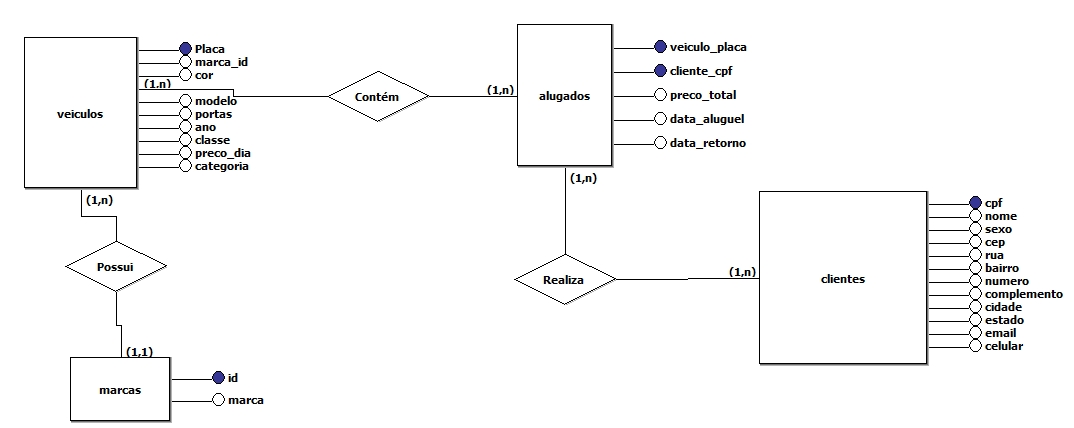 veiculos
Placa
marca_id
cor
(1,n)
modelo
portas
ano
classe
preco_dia
categoria
Contém
(1,n)
alugados
veiculo_placa
cliente_cpf
preco_total
data_aluguel
data_retorno
(1,n)
(1,n)
Possui
(1,1)
marcas
id
marca
Realiza
(1,n)
clientes
cpf
nome
sexo
cep
rua
bairro
numero
complemento
cidade
estado
email
celular